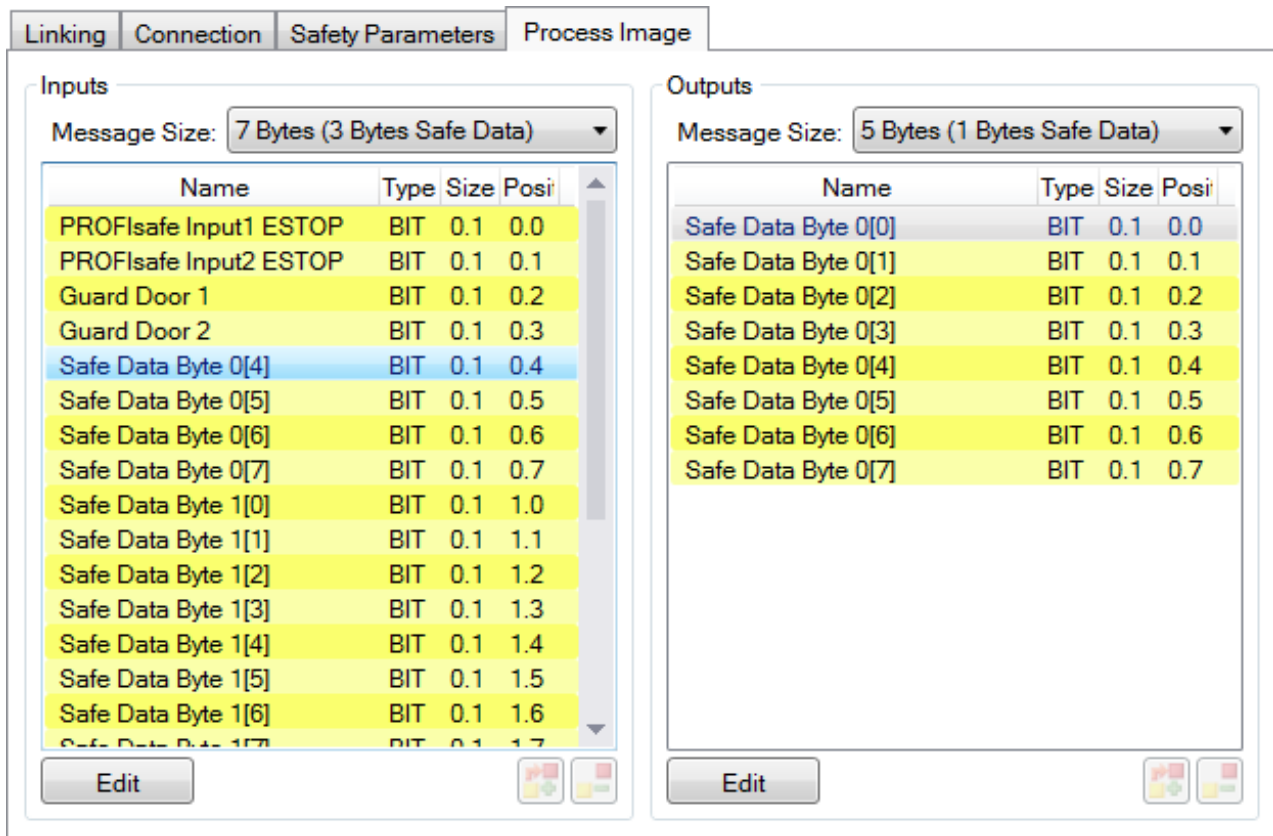 Linking Connection Safety Parameters Process Image
Inputs
Message Size: 7 Bytes (3 Bytes Safe Data)
Name Type Size Posit
PROFIsafe Input1 ESTOP BIT 0.1 0.0
PROFIsafe Input2 ESTOP BIT 0.1 0.1
Guard Door 1 BIT 0.1 0.2
Guard Door 2 BIT 0.1 0.3
Safe Data Byte 0[4] BIT 0.1 0.4
Safe Data Byte 0[5] BIT 0.1 0.5
Safe Data Byte 0[6] BIT 0.1 0.6
Safe Data Byte 0[7] BIT 0.1 0.7
Safe Data Byte 1[0] BIT 0.1 1.0
Safe Data Byte 1[1] BIT 0.1 1.1
Safe Data Byte 1[2] BIT 0.1 1.2
Safe Data Byte 1[3] BIT 0.1 1.3
Safe Data Byte 1[4] BIT 0.1 1.4
Safe Data Byte 1[5] BIT 0.1 1.5
Safe Data Byte 1[6] BIT 0.1 1.6
Safe Data Byte 1[7] BIT 0.1 1.7
Edit
Outputs
Message Size: 5 Bytes (1 Bytes Safe Data)
Name Type Size Posit
Safe Data Byte 0[0] BIT 0.1 0.0
Safe Data Byte 0[1] BIT 0.1 0.1
Safe Data Byte 0[2] BIT 0.1 0.2
Safe Data Byte 0[3] BIT 0.1 0.3
Safe Data Byte 0[4] BIT 0.1 0.4
Safe Data Byte 0[5] BIT 0.1 0.5
Safe Data Byte 0[6] BIT 0.1 0.6
Safe Data Byte 0[7] BIT 0.1 0.7
Edit